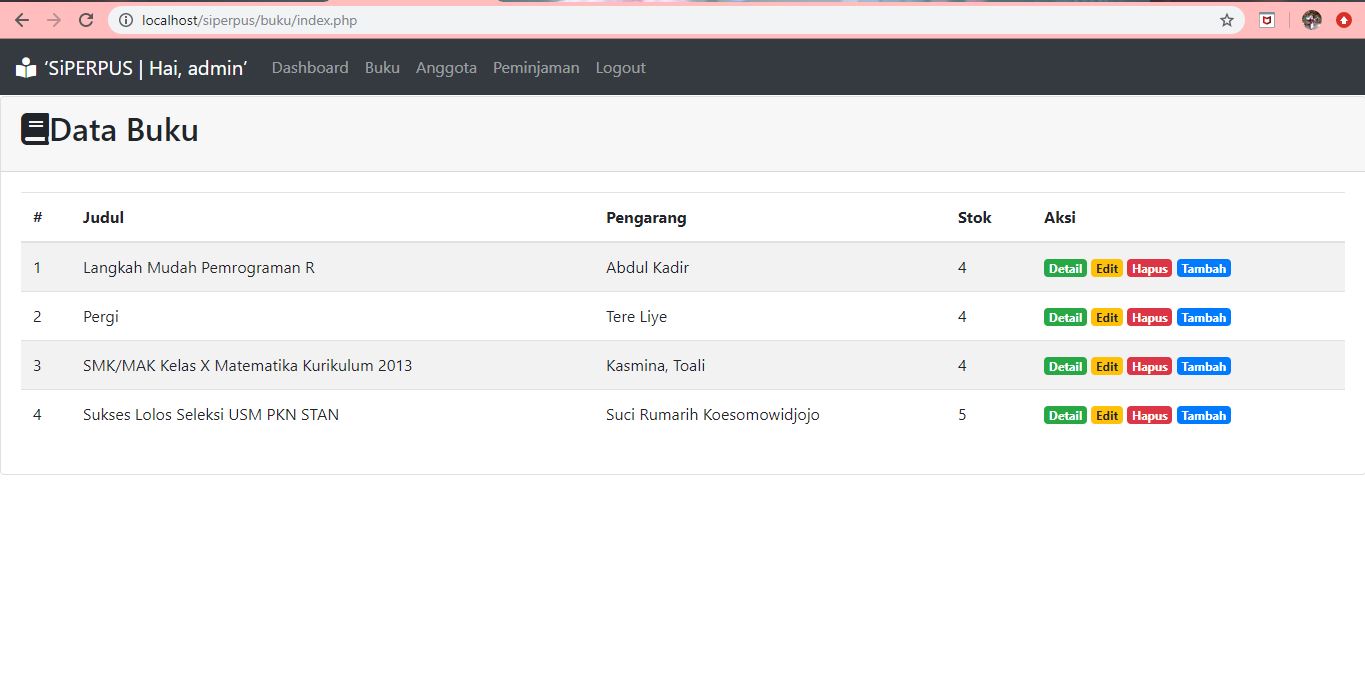 localhost/siperpus/buku/index.php
‘SiPERPUS | Hai, admin’ Dashboard Buku Anggota Peminjaman Logout
Data Buku
# Judul Pengarang Stok Aksi
1 Langkah Mudah Pemrograman R Abdul Kadir 4 Detail Edit Hapus Tambah
2 Pergi Tere Liye 4 Detail Edit Hapus Tambah
3 SMK/MAK Kelas X Matematika Kurikulum 2013 Kasmina, Toali 4 Detail Edit Hapus Tambah
4 Sukses Lolos Seleksi USM PKN STAN Suci Rumarih Koesomowidjojo 5 Detail Edit Hapus Tambah